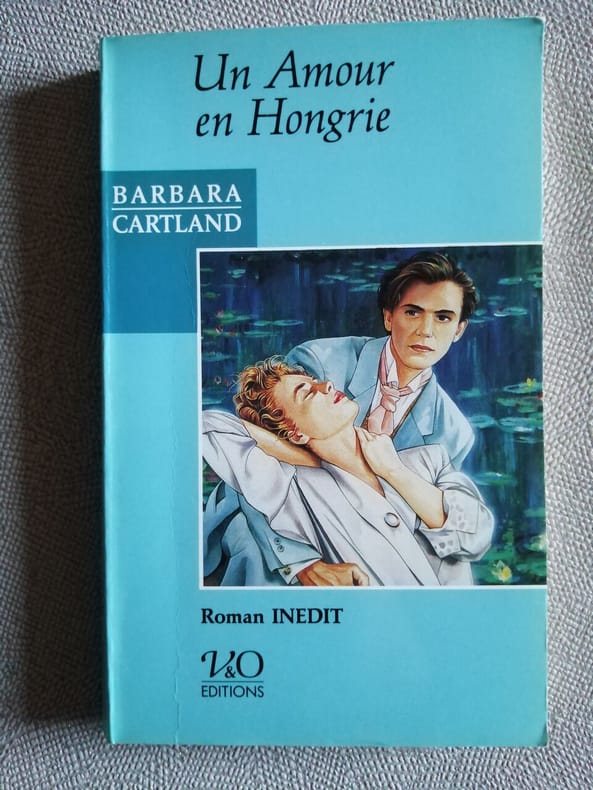 Un Amour
en Hongrie
BARBARA
CARTLAND
Roman INEDIT
V&O
EDITIONS